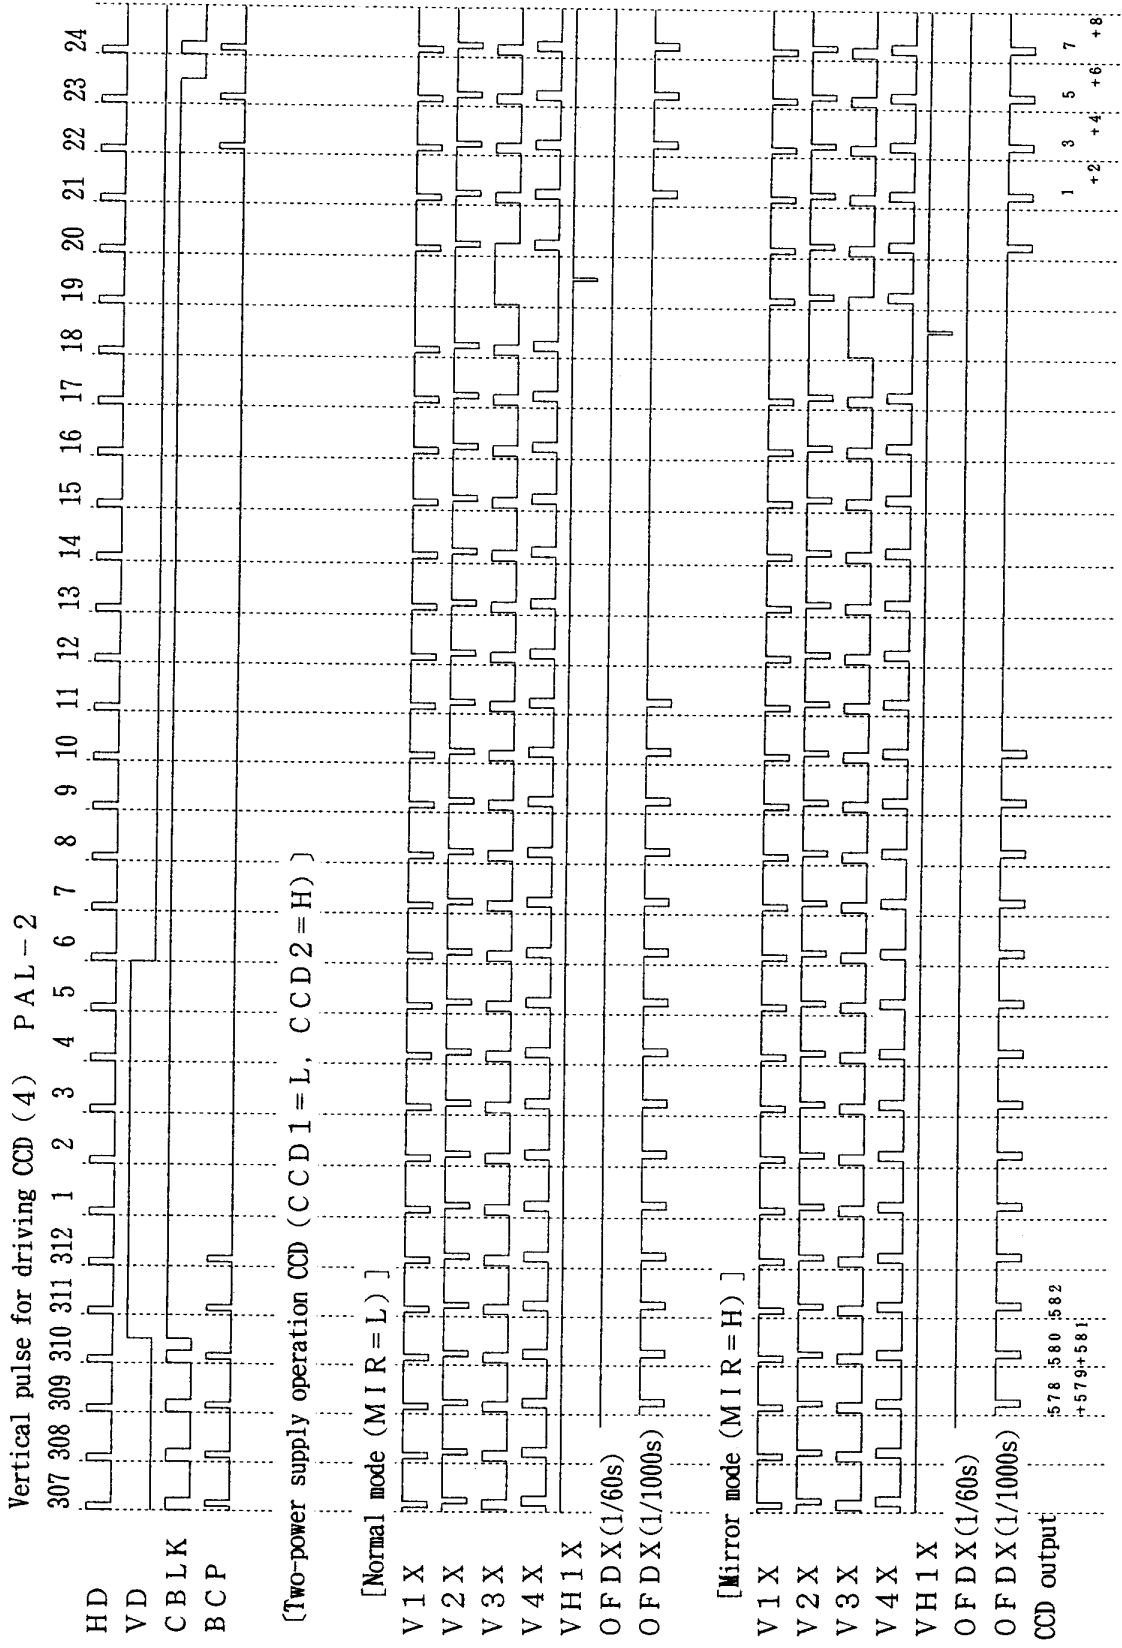 Vertical pulse for driving CCD (4)   PAL-2
307 308 309 310 311 312 1 2 3 4 5 6 7 8 9 10 11 12 13 14 15 16 17 18 19 20 21 22 23 24
HD
VD
CBLK
BCP
[Two-power supply operation CCD (CCD1=L, CCD2=H)]
[Normal mode (MIR=L)]
V1X
V2X
V3X
V4X
VH1X
OFDX(1/60s)
OFDX(1/1000s)
[Mirror mode (MIR=H)]
V1X
V2X
V3X
V4X
VH1X
OFDX(1/60s)
OFDX(1/1000s)
CCD output
578 580 582 1 3 5 7
+579+581 +2 +4 +6 +8